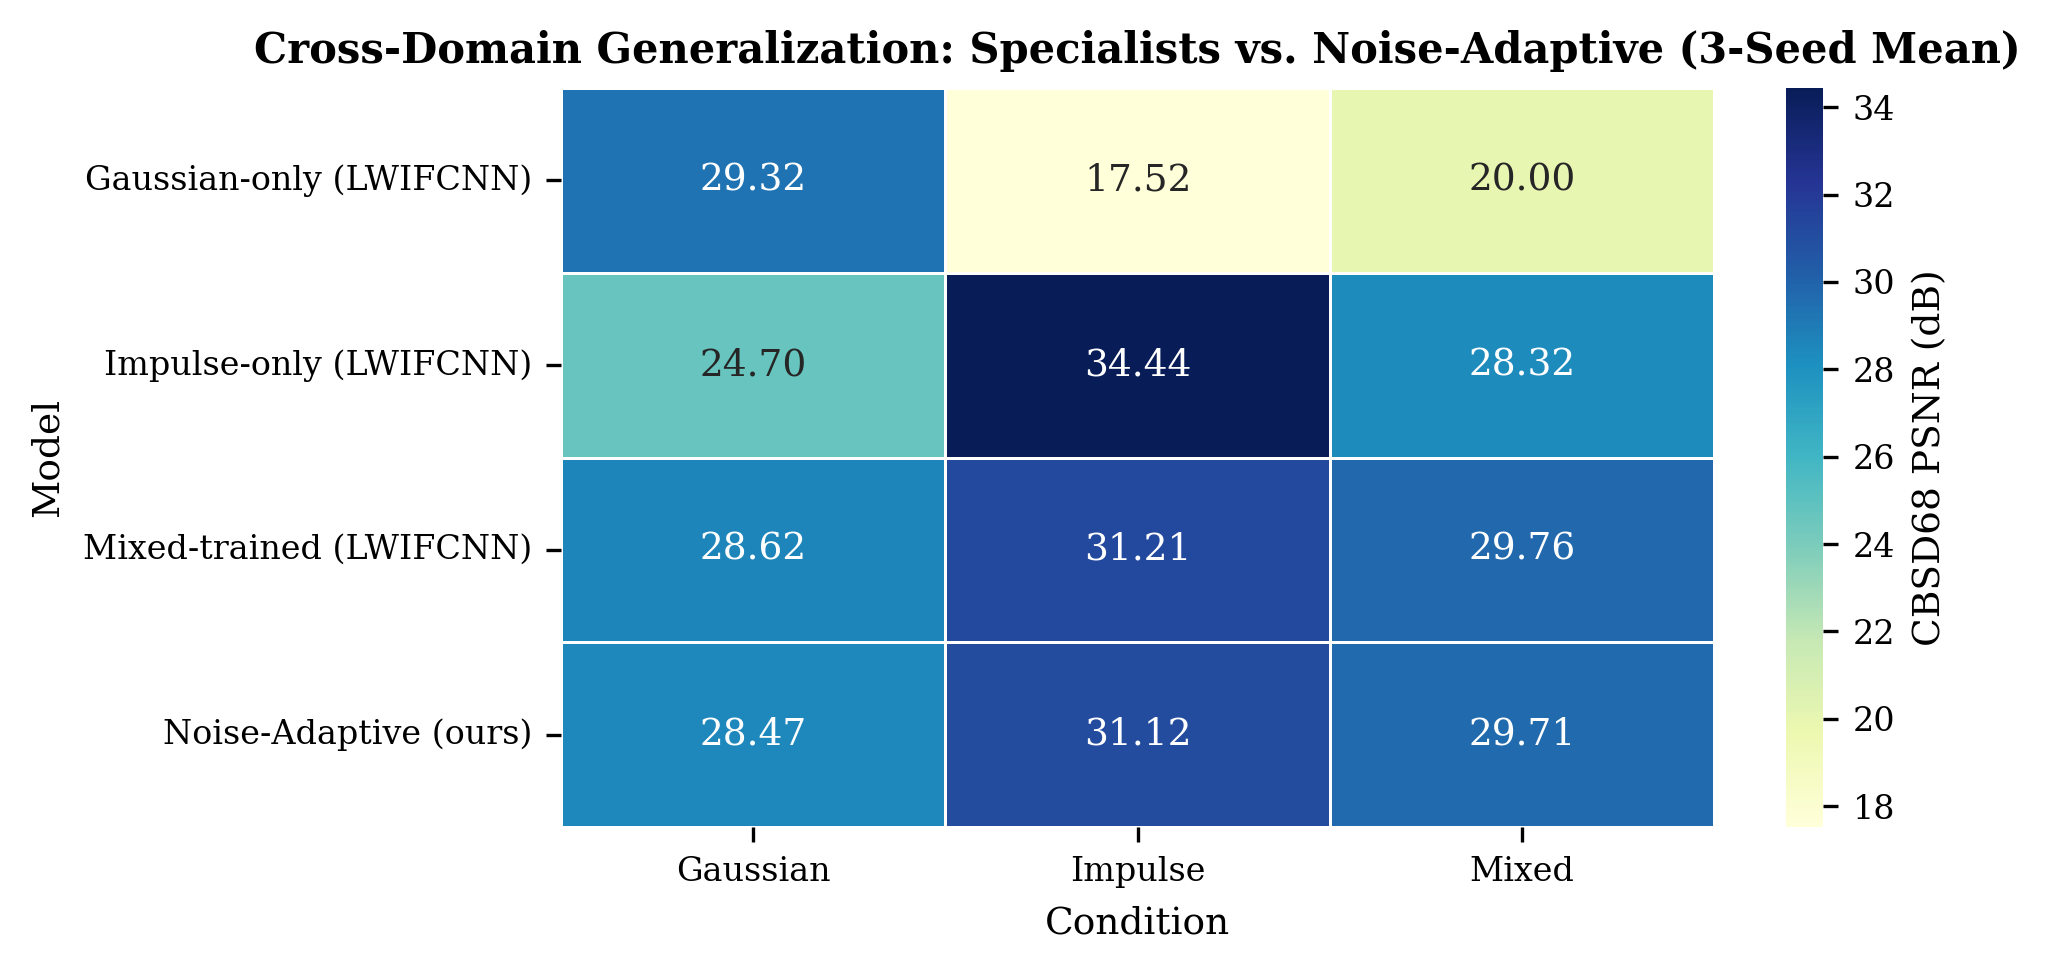 Cross-Domain Generalization: Specialists vs. Noise-Adaptive (3-Seed Mean)
Model
Gaussian-only (LWIFCNN) 29.32 17.52 20.00
Impulse-only (LWIFCNN) 24.70 34.44 28.32
Mixed-trained (LWIFCNN) 28.62 31.21 29.76
Noise-Adaptive (ours) 28.47 31.12 29.71
Gaussian Impulse Mixed
Condition
34
32
30
28
26
24
22
20
18
CBSD68 PSNR (dB)